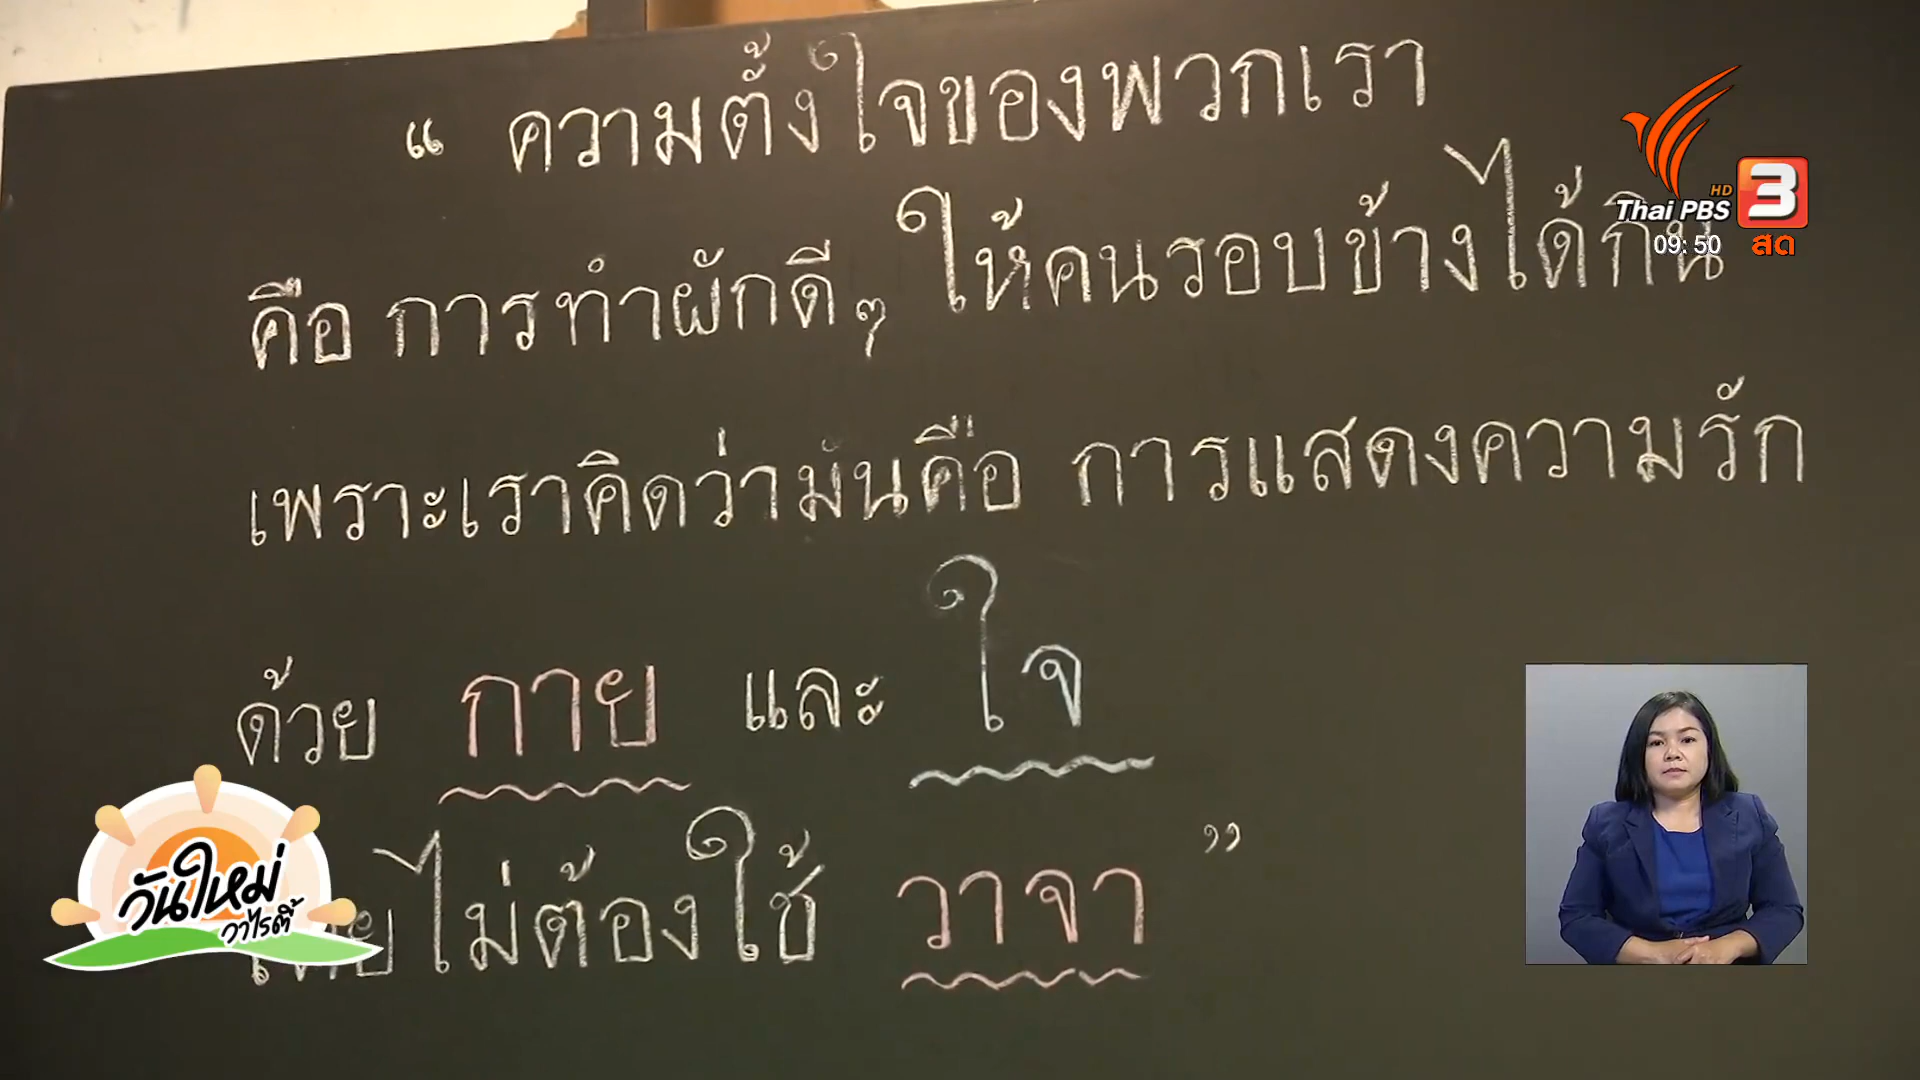 “ ความตั้งใจของพวกเรา
คือ การทำผักดีๆ ให้คนรอบข้างได้กิน
เพราะเราคิดว่ามันคือ การแสดงความรัก
ด้วย กาย และ ใจ
ไม่ต้องใช้ วาจา ”
Thai PBS HD 3
09:50 สด
วันใหม่
วาไรตี้